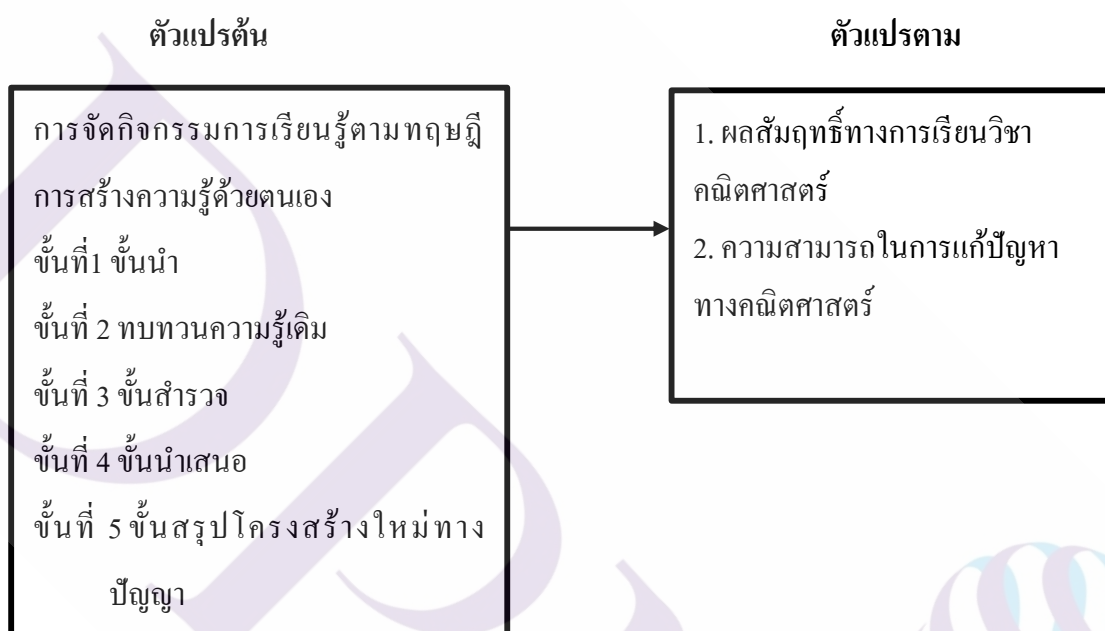 ตัวแปรต้น
การจัดกิจกรรมการเรียนรู้ตามทฤษฎี
การสร้างความรู้ด้วยตนเอง
ขั้นที่1 ขั้นนำ
ขั้นที่ 2 ทบทวนความรู้เดิม
ขั้นที่ 3 ขั้นสำรวจ
ขั้นที่ 4 ขั้นนำเสนอ
ขั้นที่ 5 ขั้นสรุปโครงสร้างใหม่ทาง
ปัญญา
ตัวแปรตาม
1. ผลสัมฤทธิ์ทางการเรียนวิชา
คณิตศาสตร์
2. ความสามารถในการแก้ปัญหา
ทางคณิตศาสตร์